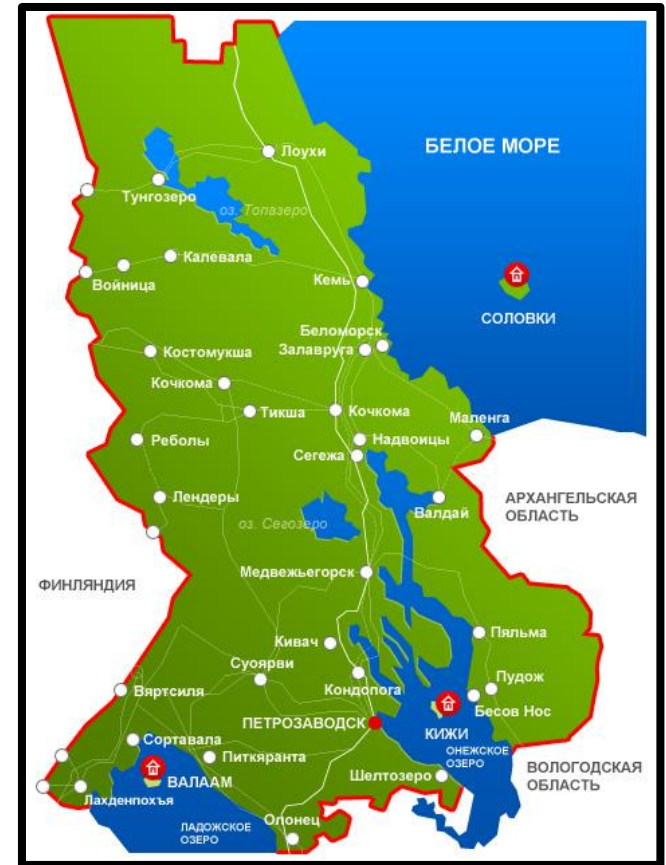 БЕЛОЕ МОРЕ
Лоухи
Тунгозеро
оз. Топазеро
Калевала
Войница
Кемь
СОЛОВКИ
Беломорск
Костомукша
Залавруга
Кочкома
Тикша
Кочкома
Маленга
Реболы
Надвоицы
Сегежа
Лендеры
Валдай
АРХАНГЕЛЬСКАЯ
ОБЛАСТЬ
оз. Сегозеро
ФИНЛЯНДИЯ
Медвежьегорск
Кивач
Пяльма
Суоярви
Кондопога
Пудож
Вяртсиля
Бесов Нос
ПЕТРОЗАВОДСК
КИЖИ
Сортавала
Питкяранта
ОНЕЖСКОЕ
ОЗЕРО
ВАЛААМ
Шелтозеро
ВОЛОГОДСКАЯ
ОБЛАСТЬ
Лахденпохъя
Олонец
ЛАДОЖСКОЕ
ОЗЕРО